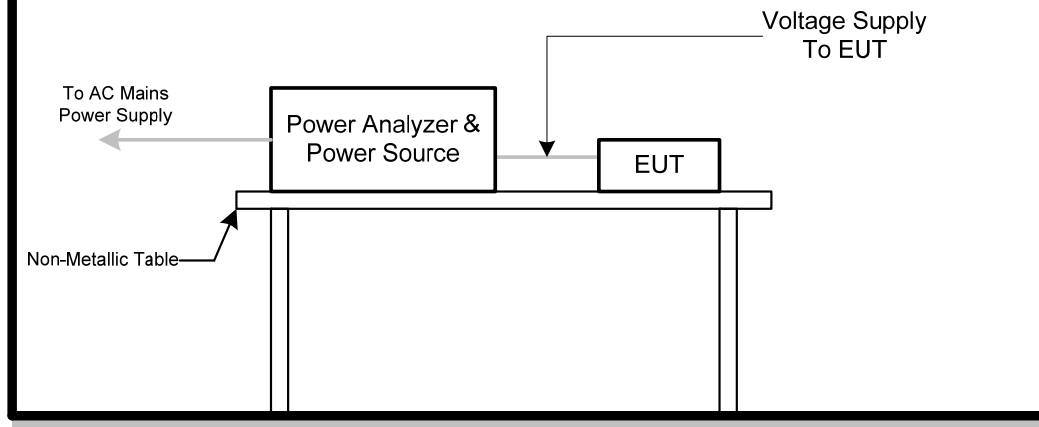 Voltage Supply
To EUT
To AC Mains
Power Supply
Power Analyzer &
Power Source
EUT
Non-Metallic Table